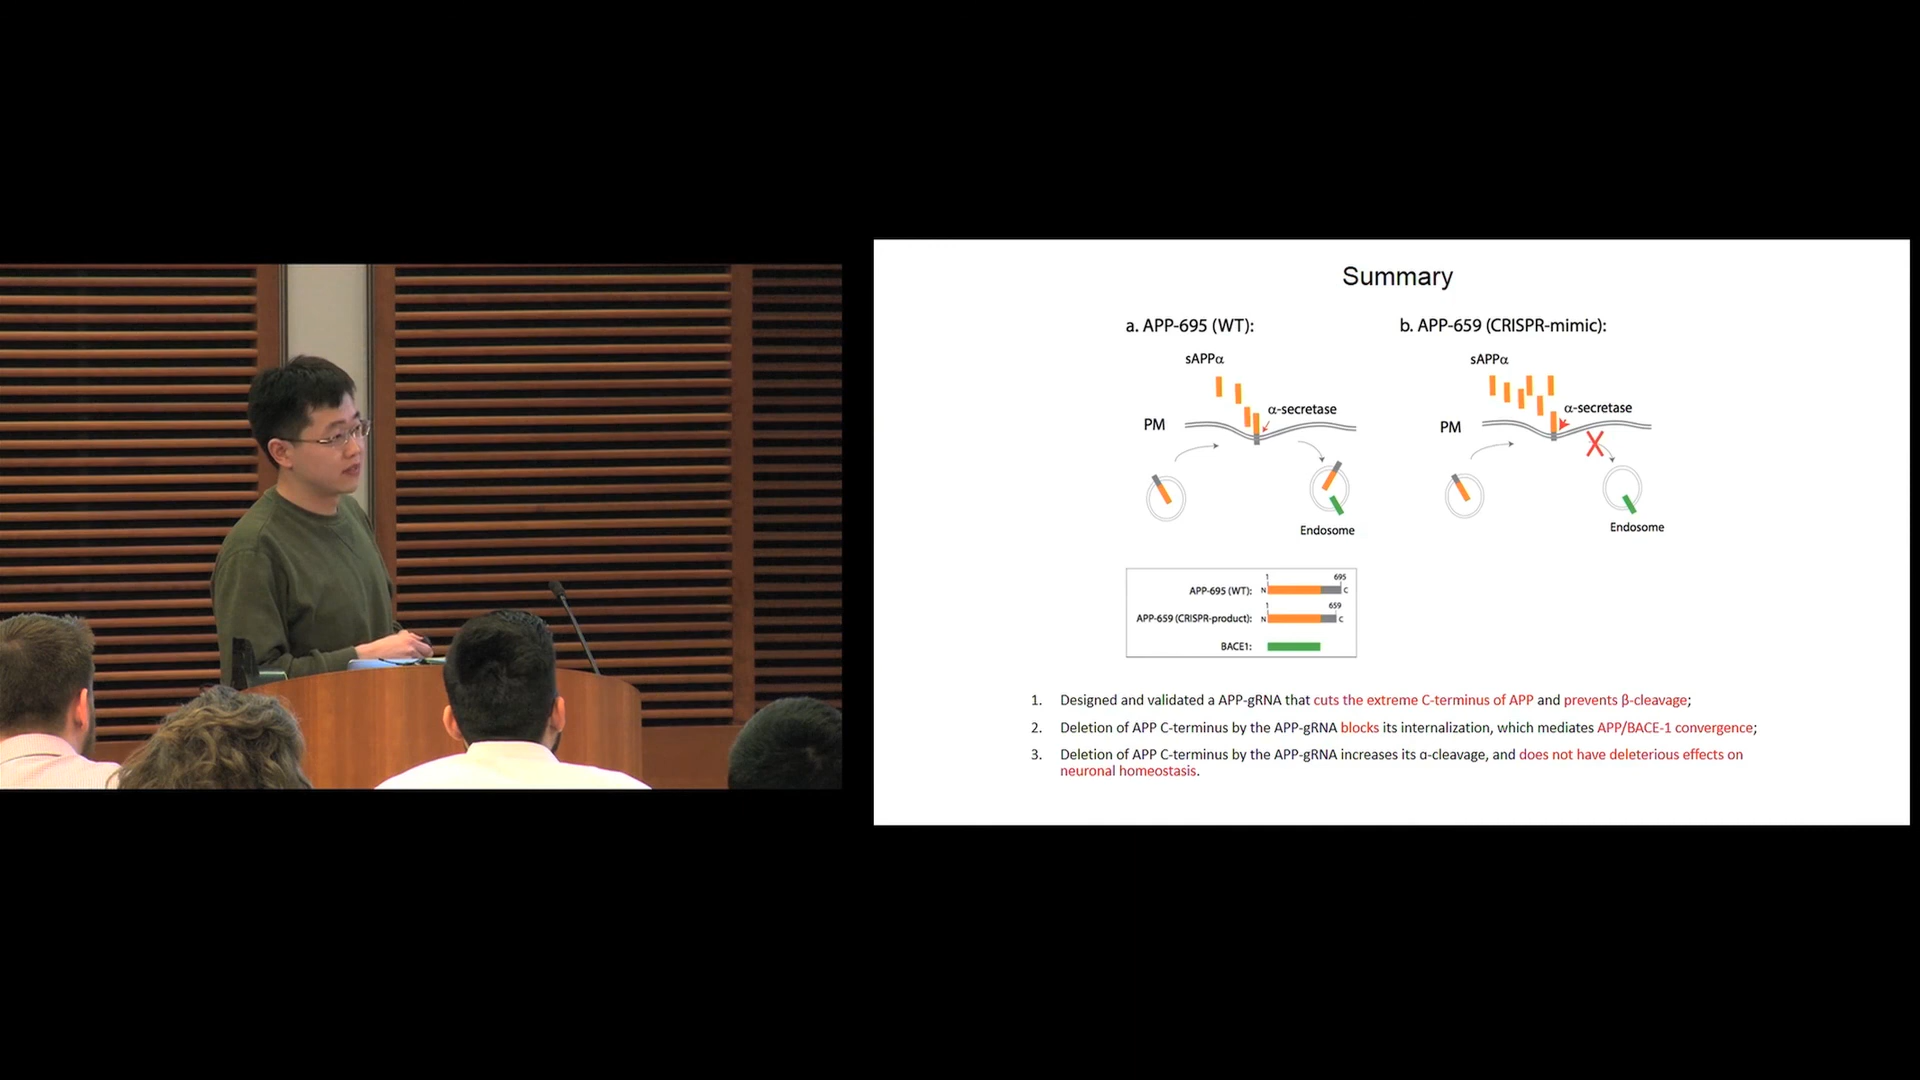 Summary
a. APP-695 (WT):
b. APP-659 (CRISPR-mimic):
sAPPα
sAPPα
α-secretase
α-secretase
PM
PM
Endosome
Endosome
1 695
APP-695 (WT): N C
1 659
APP-659 (CRISPR-product): N C
BACE1:
1. Designed and validated a APP-gRNA that cuts the extreme C-terminus of APP and prevents β-cleavage;
2. Deletion of APP C-terminus by the APP-gRNA blocks its internalization, which mediates APP/BACE-1 convergence;
3. Deletion of APP C-terminus by the APP-gRNA increases its α-cleavage, and does not have deleterious effects on
neuronal homeostasis.